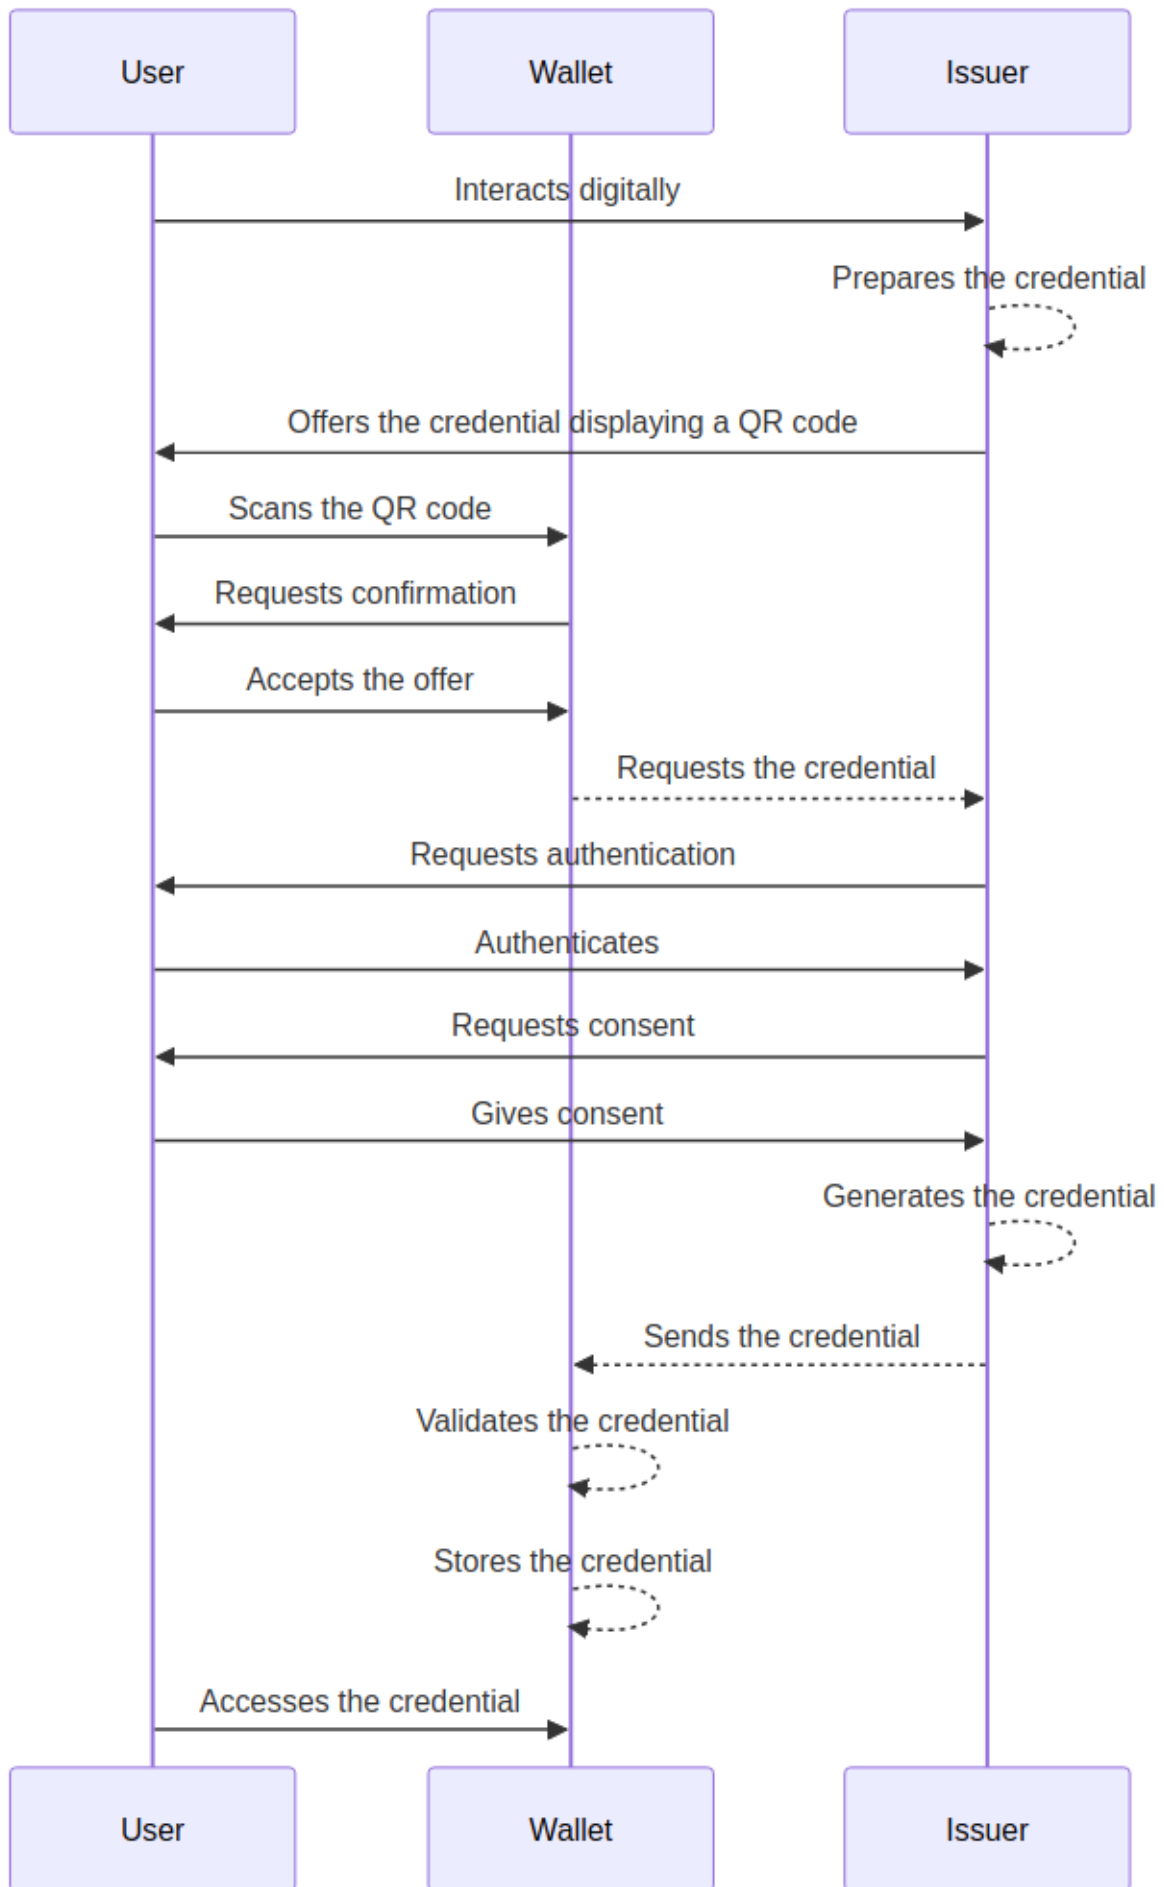 User
Wallet
Issuer
Interacts digitally
Prepares the credential
Offers the credential displaying a QR code
Scans the QR code
Requests confirmation
Accepts the offer
Requests the credential
Requests authentication
Authenticates
Requests consent
Gives consent
Generates the credential
Sends the credential
Validates the credential
Stores the credential
Accesses the credential
User
Wallet
Issuer